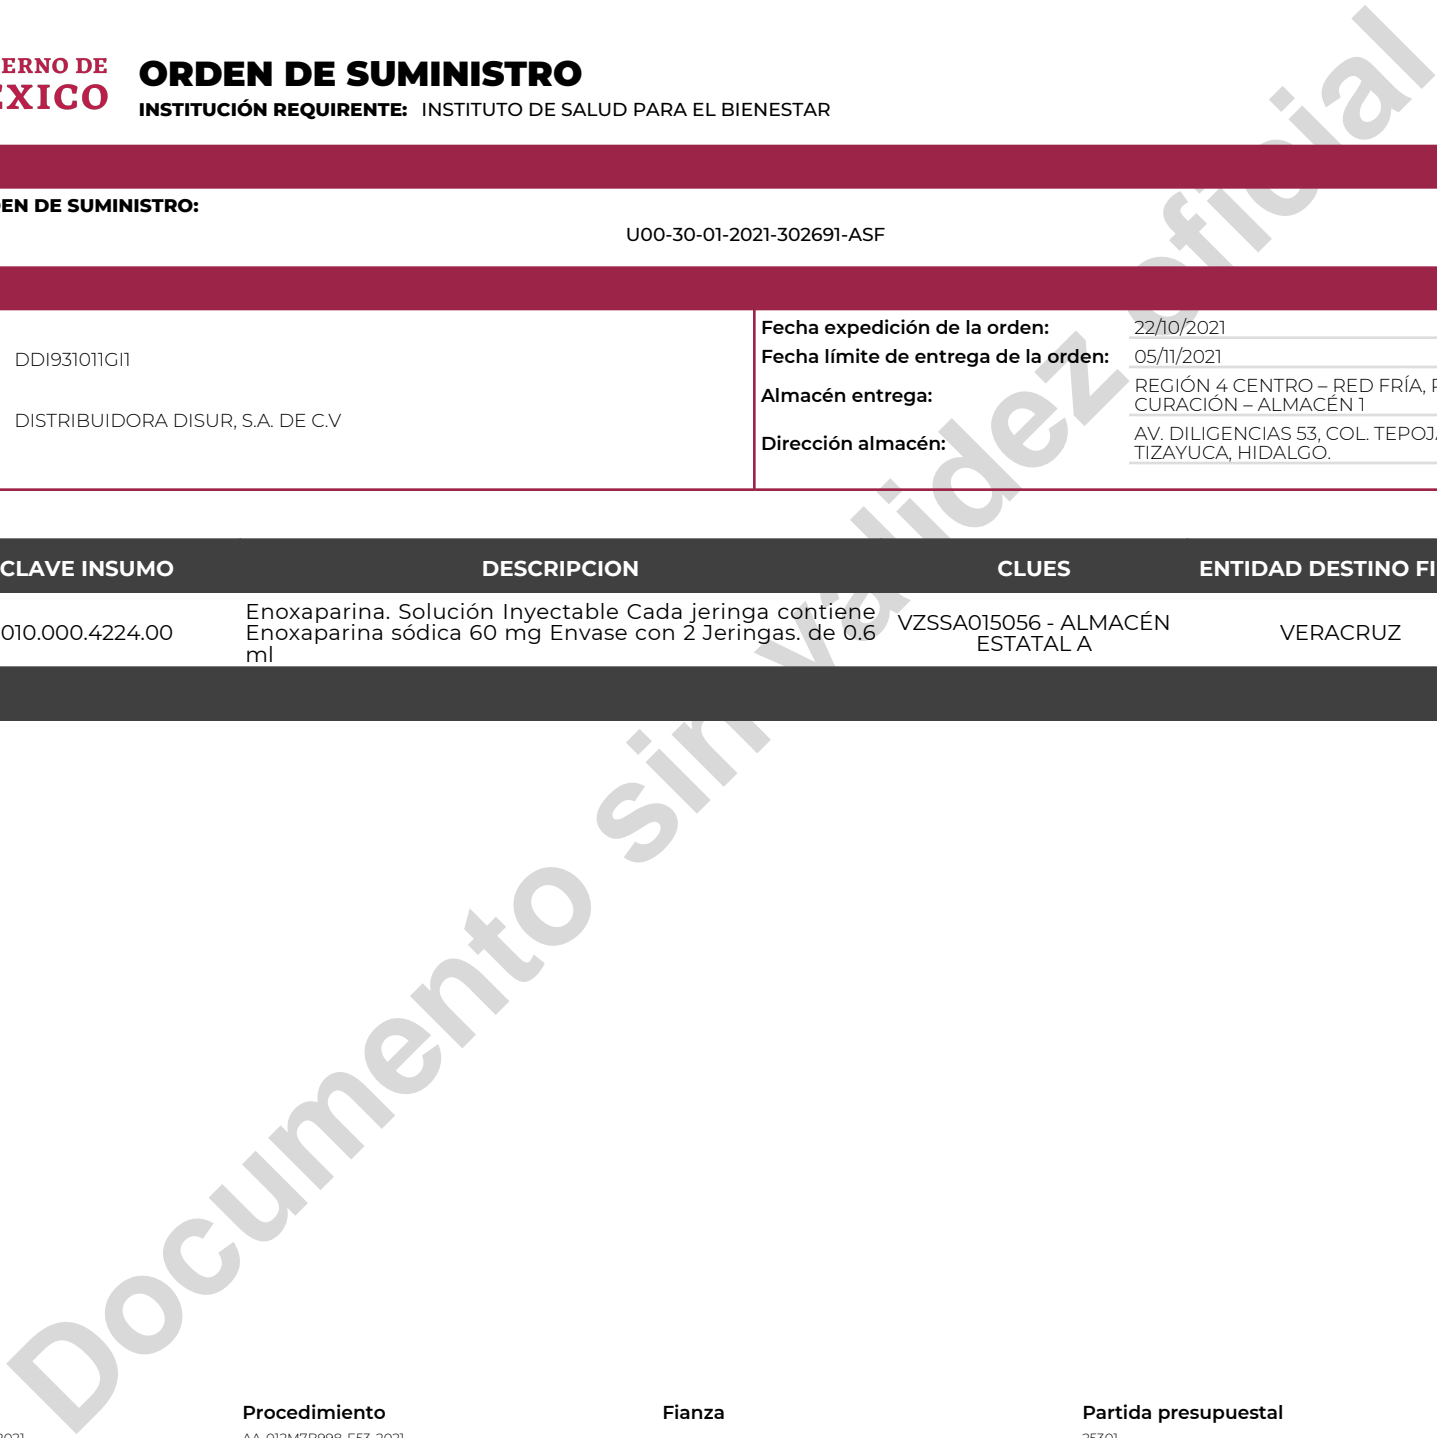 ERNO DE
ÉXICO
ORDEN DE SUMINISTRO
INSTITUCIÓN REQUIRENTE: INSTITUTO DE SALUD PARA EL BIENESTAR
EN DE SUMINISTRO:
U00-30-01-2021-302691-ASF
DDI931011GI1
DISTRIBUIDORA DISUR, S.A. DE C.V
Fecha expedición de la orden: 22/10/2021
Fecha límite de entrega de la orden: 05/11/2021
Almacén entrega:
REGIÓN 4 CENTRO – RED FRÍA,
CURACIÓN – ALMACÉN 1
Dirección almacén:
AV. DILIGENCIAS 53, COL. TEPOJ
TIZAYUCA, HIDALGO.
CLAVE INSUMO DESCRIPCION CLUES ENTIDAD DESTINO FI
010.000.4224.00
Enoxaparina. Solución Inyectable Cada jeringa contiene
Enoxaparina sódica 60 mg Envase con 2 Jeringas. de 0.6
ml
VZSSA015056 - ALMACÉN
ESTATAL A
VERACRUZ
Documento sin validez oficial
Procedimiento Fianza Partida presupuestal